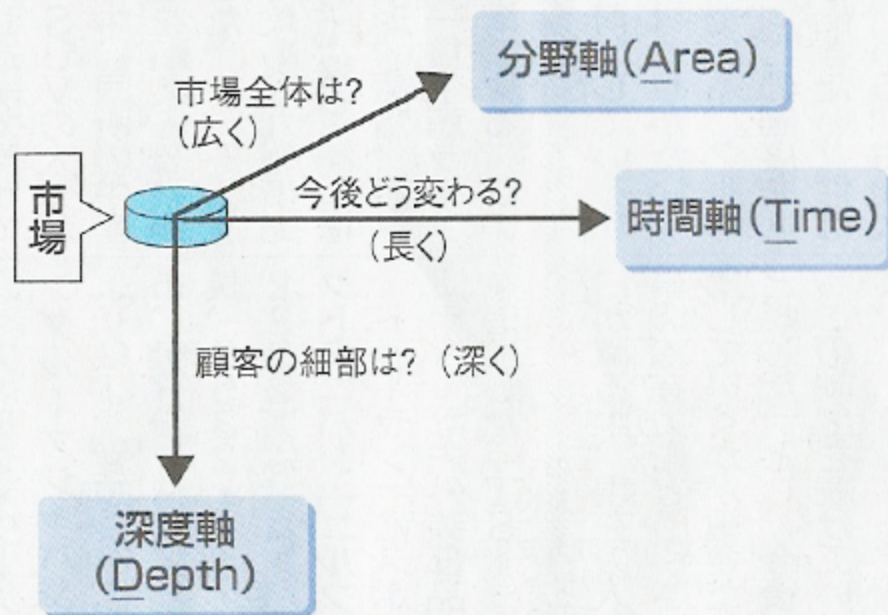 分野軸(Area)
市場全体は?
(広く)
市場
今後どう変わる?
(長く)
時間軸(Time)
顧客の細部は? (深く)
深度軸
(Depth)